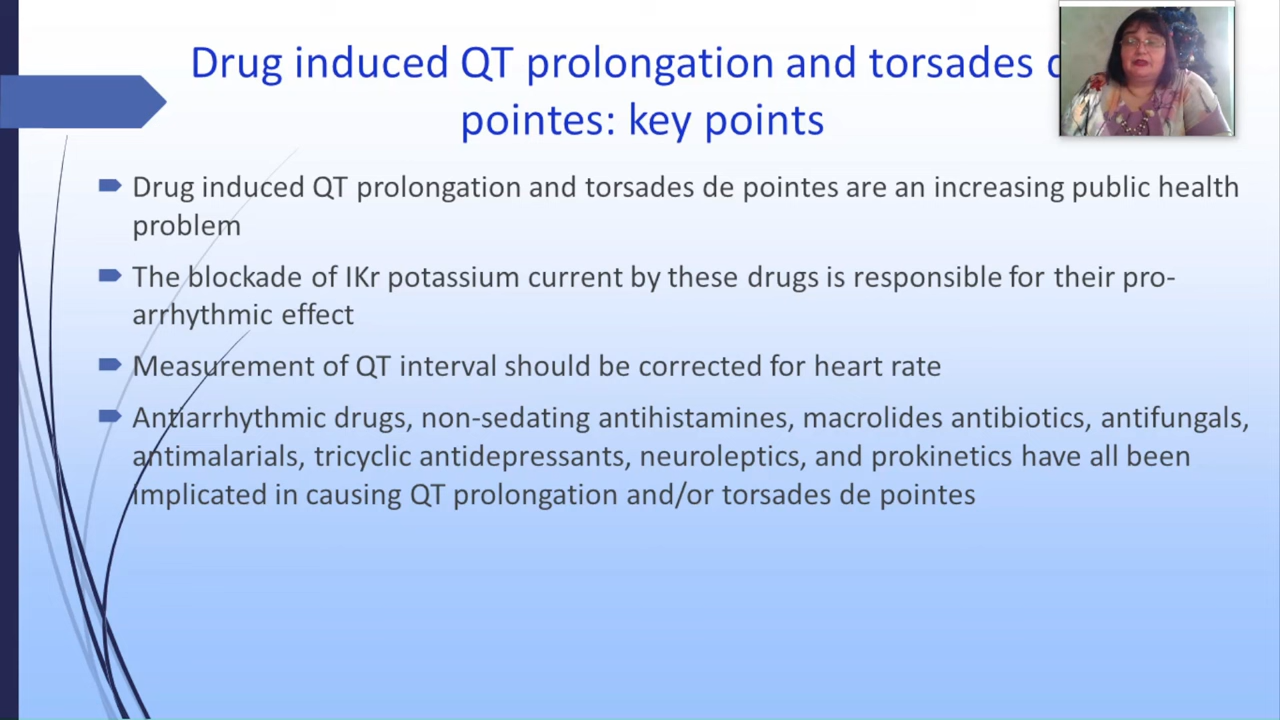 Drug induced QT prolongation and torsades
pointes: key points
Drug induced QT prolongation and torsades de pointes are an increasing public health
problem
The blockade of IKr potassium current by these drugs is responsible for their pro-
arrhythmic effect
Measurement of QT interval should be corrected for heart rate
Antiarrhythmic drugs, non-sedating antihistamines, macrolides antibiotics, antifungals,
antimalarials, tricyclic antidepressants, neuroleptics, and prokinetics have all been
implicated in causing QT prolongation and/or torsades de pointes